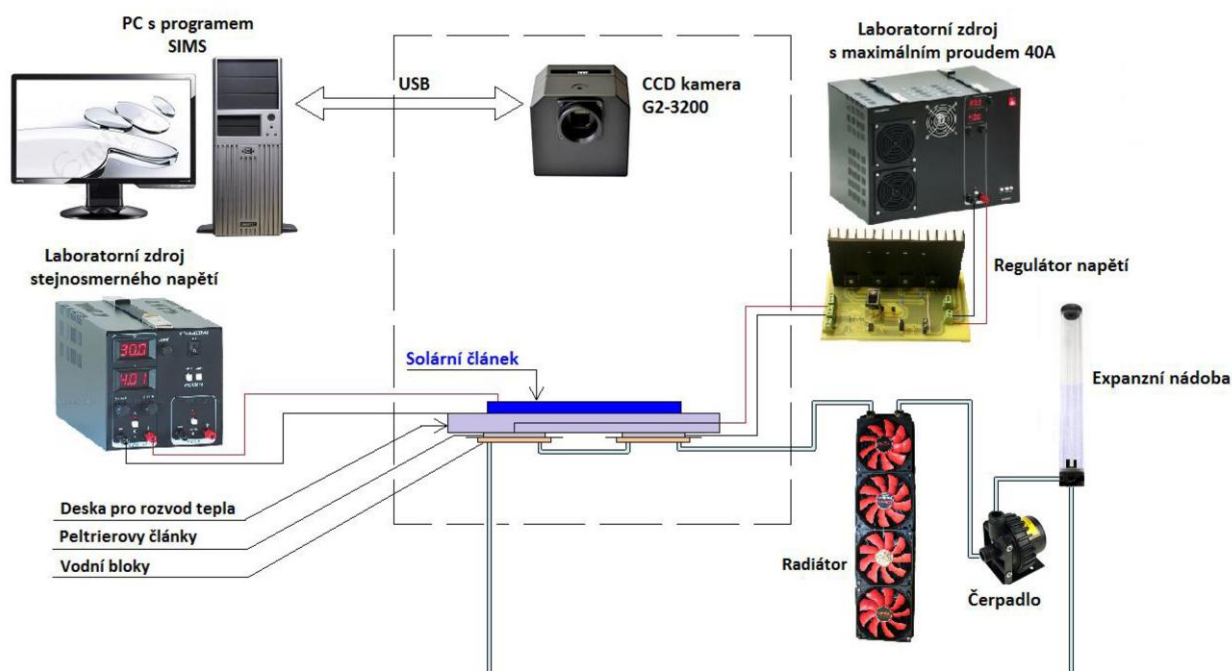 PC s programem
SIMS
USB
CCD kamera
G2-3200
Laboratorní zdroj
s maximálním proudem 40A
Laboratorní zdroj
stejnosmerného napětí
30.0
4.01
Regulátor napětí
Solární článek
Expanzní nádoba
Deska pro rozvod tepla
Peltrierovy články
Vodní bloky
Radiátor
Čerpadlo